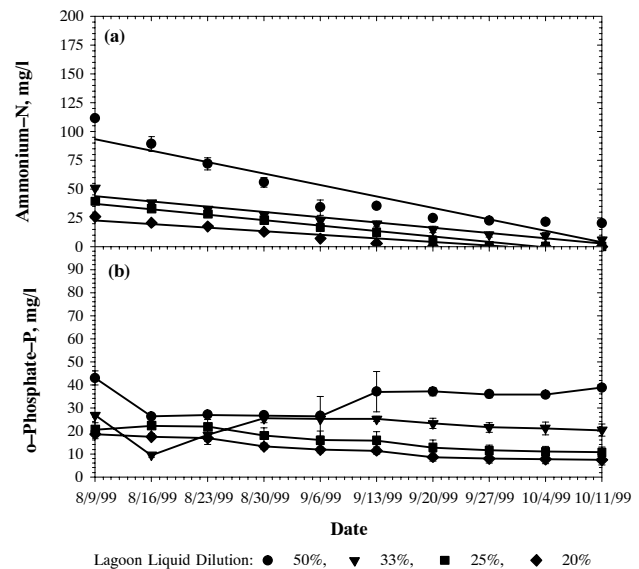 200
(a)
175
150
125
100
75
50
25
0
Ammonium–N, mg/l
(b)
90
80
70
60
50
40
30
20
10
0
o–Phosphate–P, mg/l
8/9/99 8/16/99 8/23/99 8/30/99 9/6/99 9/13/99 9/20/99 9/27/99 10/4/99 10/11/99
Date
Lagoon Liquid Dilution: ● 50%, ▼ 33%, ■ 25%, ◆ 20%